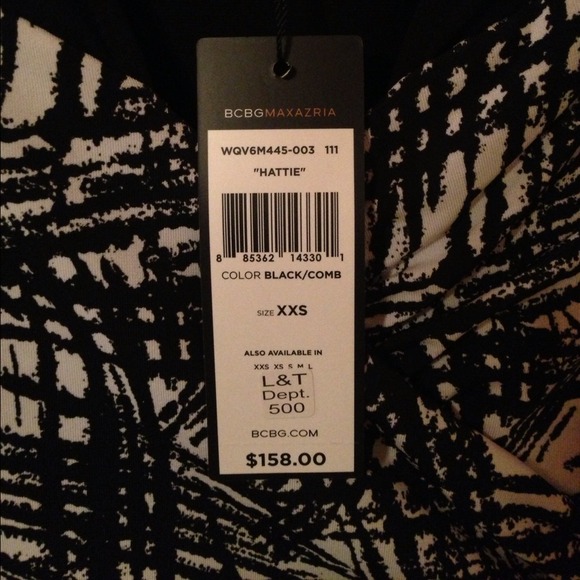 BCBGMAXAZRIA
WQV6M445-003 111
"HATTIE"
8 85362 14330 1
COLOR BLACK/COMB
SIZE XXS
ALSO AVAILABLE IN
XXS XS S M L
L&T
Dept.
500
BCBG.COM
$158.00